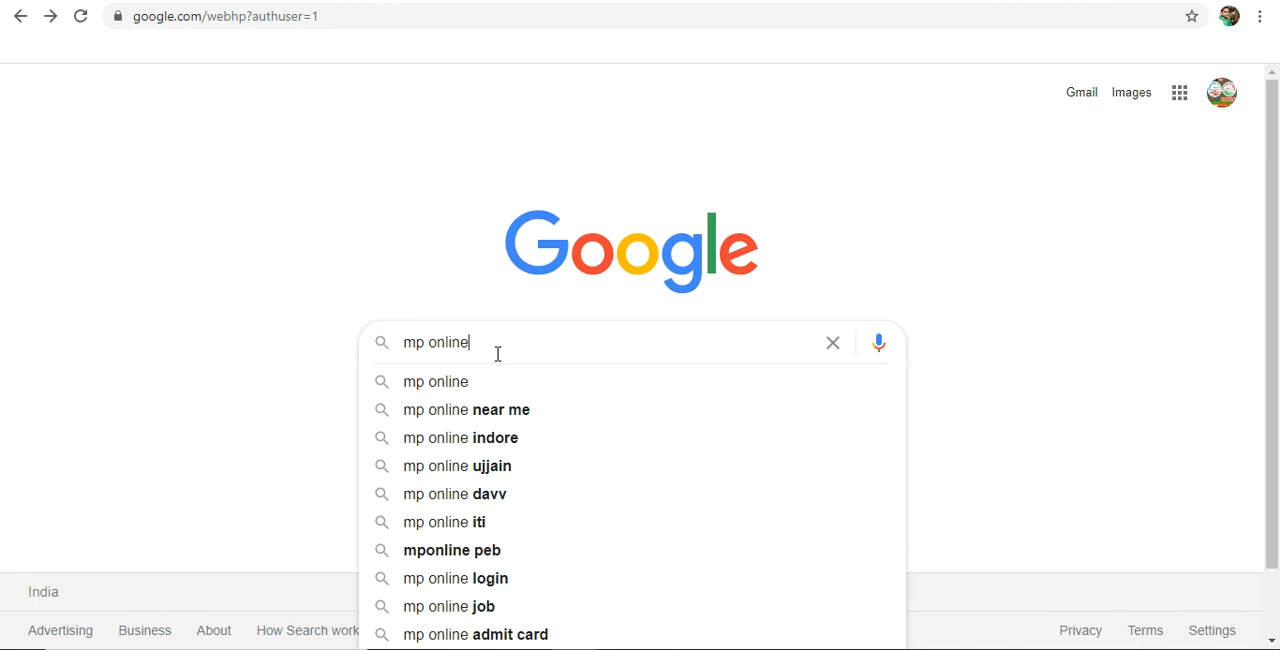 google.com/webhp?authuser=1
Gmail Images
Google
mp online
mp online
mp online near me
mp online indore
mp online ujjain
mp online davv
mp online iti
mponline peb
mp online login
mp online job
mp online admit card
India
Advertising Business About How Search work
Privacy Terms Settings